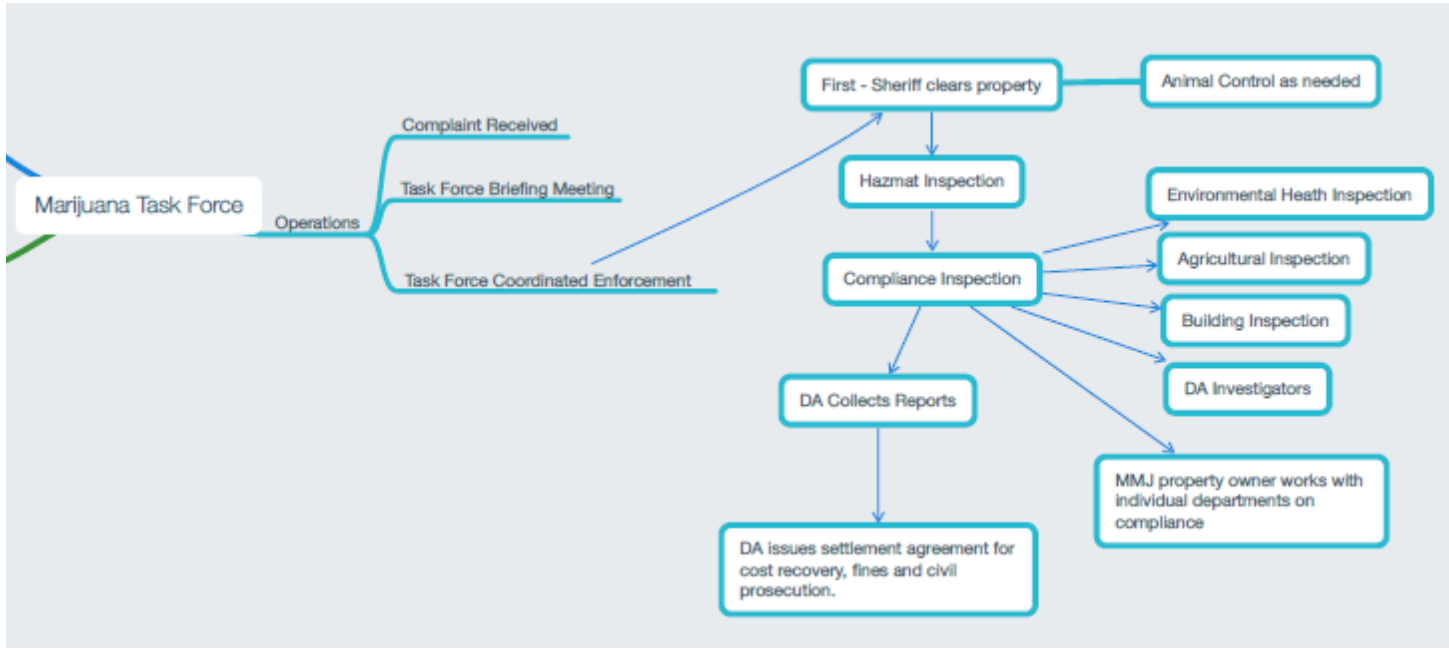 Marijuana Task Force
Operations
Complaint Received
Task Force Briefing Meeting
Task Force Coordinated Enforcement
First - Sheriff clears property
Animal Control as needed
Hazmat Inspection
Compliance Inspection
Environmental Heath Inspection
Agricultural Inspection
Building Inspection
DA Investigators
MMJ property owner works with
individual departments on
compliance
DA Collects Reports
DA issues settlement agreement for
cost recovery, fines and civil
prosecution.